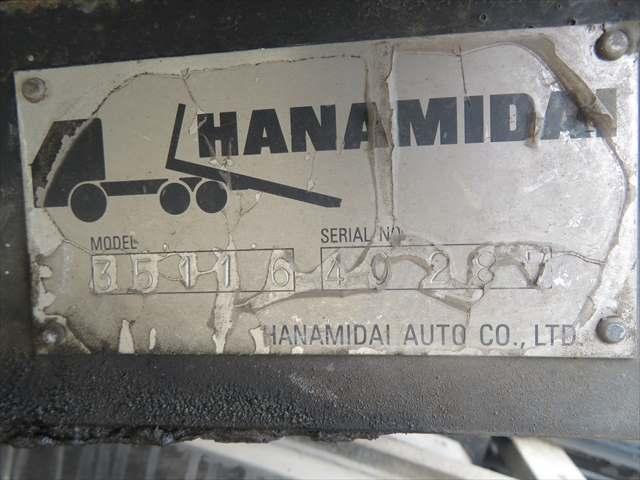 HANAMIDAI
MODEL SERIAL NO.
35116 40287
HANAMIDAI AUTO CO., LTD.